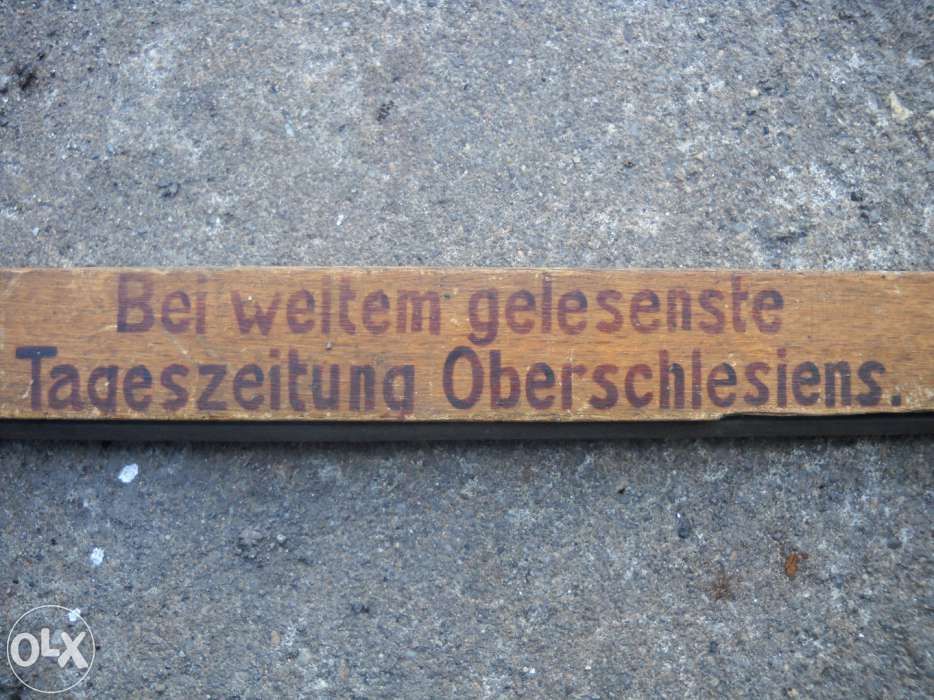 Bei weitem gelesenste
Tageszeitung Oberschlesiens.
OLX